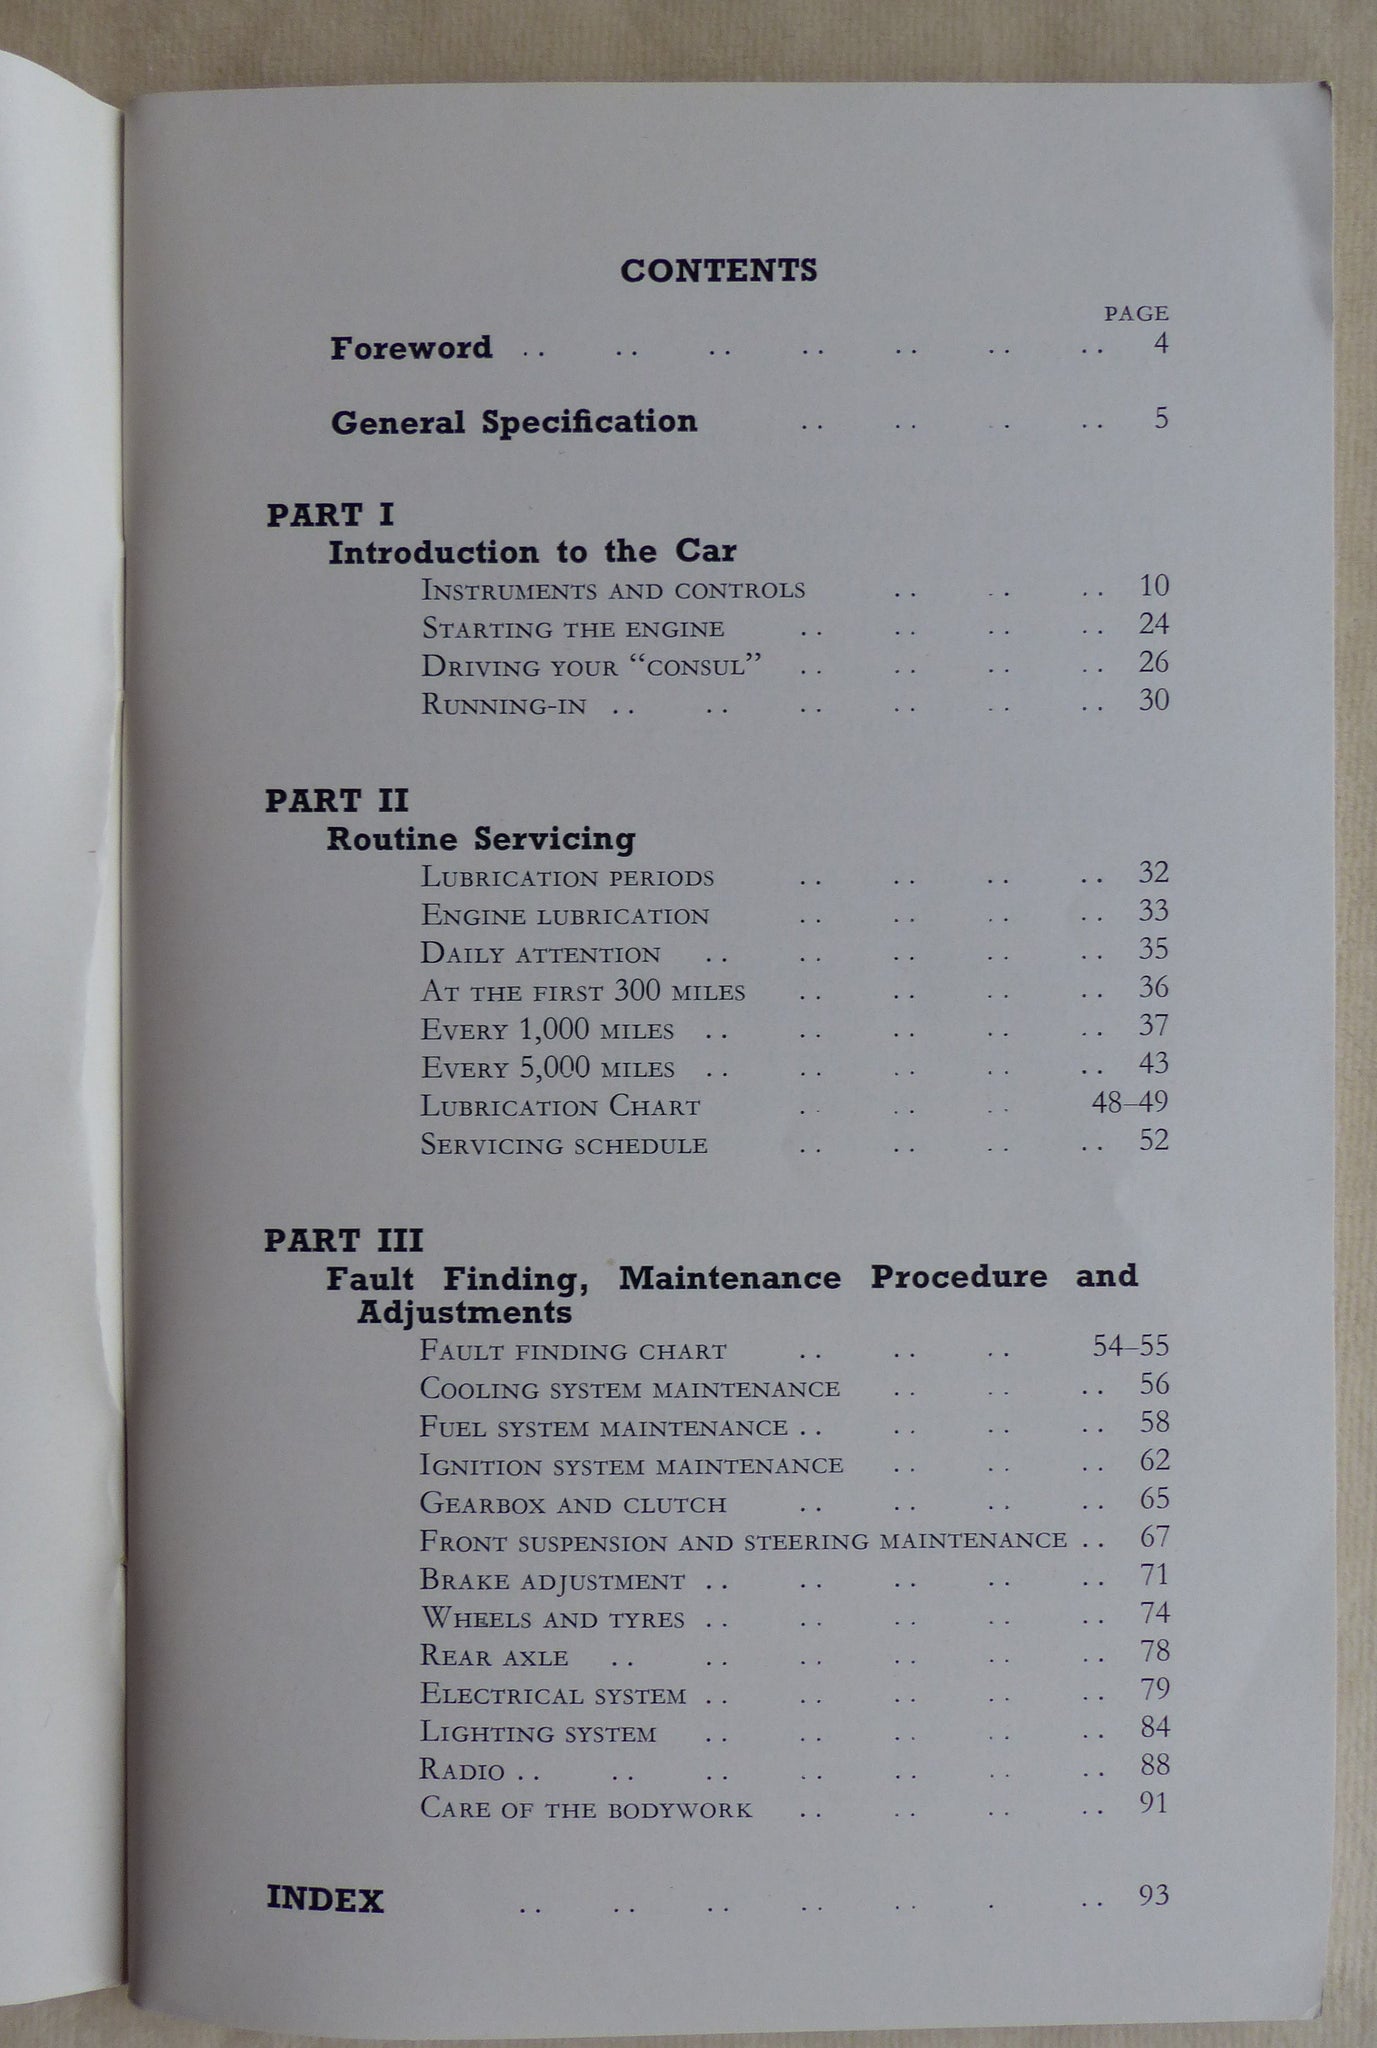 CONTENTS
PAGE
Foreword .. .. .. .. .. .. .. 4
General Specification .. .. .. .. 5
PART I
Introduction to the Car
INSTRUMENTS AND CONTROLS .. .. .. 10
STARTING THE ENGINE .. .. .. .. 24
DRIVING YOUR “CONSUL” .. .. .. .. 26
RUNNING-IN .. .. .. .. .. .. 30
PART II
Routine Servicing
LUBRICATION PERIODS .. .. .. .. 32
ENGINE LUBRICATION .. .. .. .. 33
DAILY ATTENTION .. .. .. .. .. 35
AT THE FIRST 300 MILES .. .. .. .. 36
EVERY 1,000 MILES .. .. .. .. .. 37
EVERY 5,000 MILES .. .. .. .. .. 43
LUBRICATION CHART .. .. .. 48–49
SERVICING SCHEDULE .. .. .. .. 52
PART III
Fault Finding, Maintenance Procedure and
Adjustments
FAULT FINDING CHART .. .. .. 54–55
COOLING SYSTEM MAINTENANCE .. .. .. 56
FUEL SYSTEM MAINTENANCE .. .. .. .. 58
IGNITION SYSTEM MAINTENANCE .. .. .. 62
GEARBOX AND CLUTCH .. .. .. .. 65
FRONT SUSPENSION AND STEERING MAINTENANCE .. 67
BRAKE ADJUSTMENT .. .. .. .. .. 71
WHEELS AND TYRES .. .. .. .. .. 74
REAR AXLE .. .. .. .. .. .. 78
ELECTRICAL SYSTEM .. .. .. .. .. 79
LIGHTING SYSTEM .. .. .. .. .. 84
RADIO .. .. .. .. .. .. .. 88
CARE OF THE BODYWORK .. .. .. .. 91
INDEX .. .. .. .. .. . .. 93